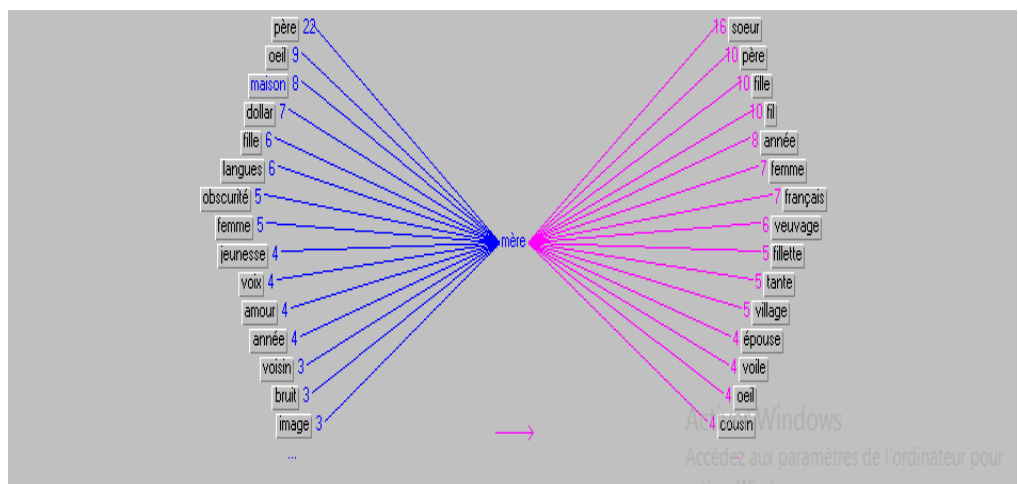 père 22 16 soeur
oeil 9 10 père
maison 8 10 fille
dollar 7 10 fil
fille 6 8 année
langues 6 7 femme
obscurité 5 7 français
femme 5 6 veuvage
mère
jeunesse 4 5 fillette
voix 4 5 tante
amour 4 5 village
année 4 4 épouse
voisin 3 4 voile
bruit 3 4 oeil
image 3 4 cousin
...
Windows
Accédez aux paramètres de l'ordinateur pour